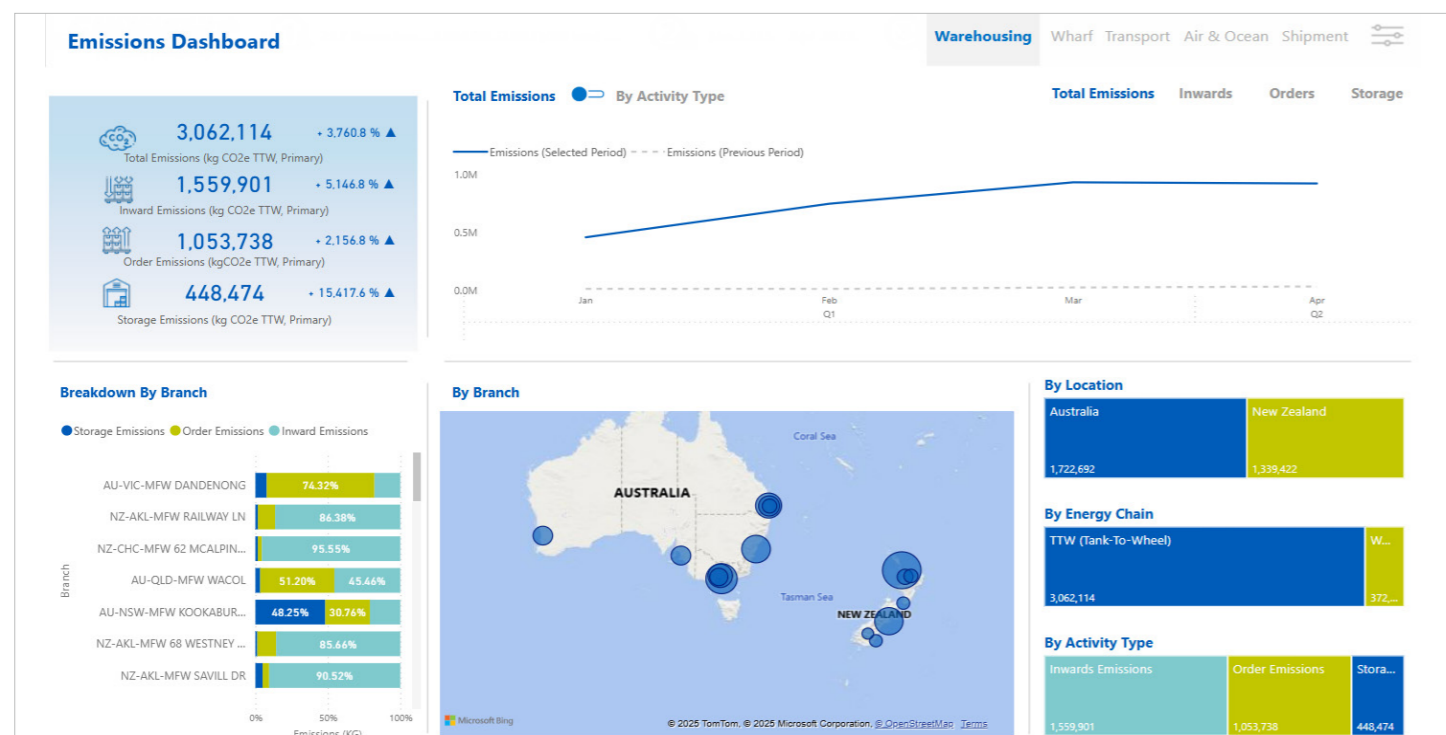 Emissions Dashboard
Warehousing Wharf Transport Air & Ocean Shipment
3,062,114 + 3,760.8 % ▲
Total Emissions (kg CO2e TTW, Primary)
1,559,901 + 5,146.8 % ▲
Inward Emissions (kg CO2e TTW, Primary)
1,053,738 + 2,156.8 % ▲
Order Emissions (kgCO2e TTW, Primary)
448,474 + 15,417.6 % ▲
Storage Emissions (kg CO2e TTW, Primary)
CO2
Total Emissions By Activity Type
Total Emissions Inwards Orders Storage
Emissions (Selected Period) Emissions (Previous Period)
1.0M
0.5M
0.0M
Jan Feb Mar Apr
Q1 Q2
Breakdown By Branch
Storage Emissions Order Emissions Inward Emissions
Branch
AU-VIC-MFW DANDENONG 74.32%
NZ-AKL-MFW RAILWAY LN 86.38%
NZ-CHC-MFW 62 MCALPIN... 95.55%
AU-QLD-MFW WACOL 51.20% 45.46%
AU-NSW-MFW KOOKABUR... 48.25% 30.76%
NZ-AKL-MFW 68 WESTNEY ... 85.66%
NZ-AKL-MFW SAVILL DR 90.52%
0% 50% 100%
Emissions (KG)
By Branch
Coral Sea
AUSTRALIA
Tasman Sea
NEW ZEALAND
Microsoft Bing
© 2025 TomTom, © 2025 Microsoft Corporation, © OpenStreetMap Terms
By Location
Australia New Zealand
1,722,692 1,339,422
By Energy Chain
TTW (Tank-To-Wheel) W...
3,062,114 372,...
By Activity Type
Inwards Emissions Order Emissions Stora...
1,559,901 1,053,738 448,474